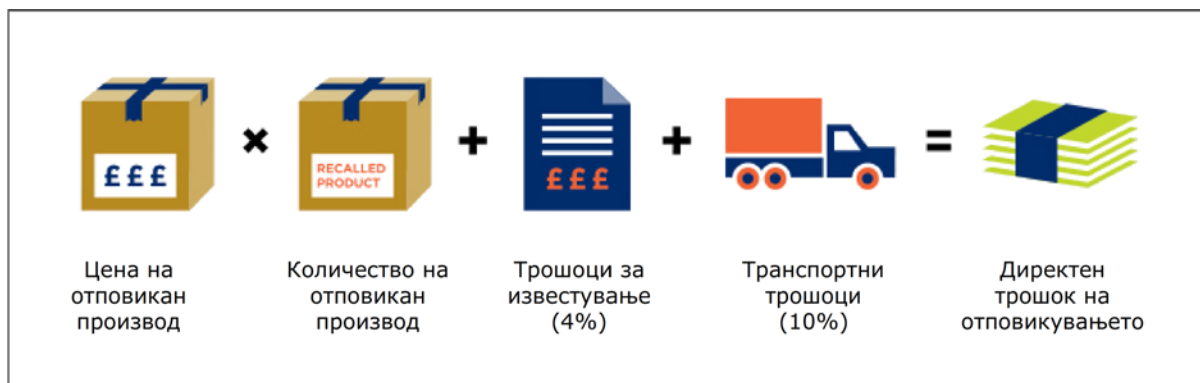 £££
RECALLED
PRODUCT
£££
Цена на
отповикан
производ
Количество на
отповикан
производ
Трошоци за
известување
(4%)
Транспортни
трошоци
(10%)
Директен
трошок на
отповикувањето